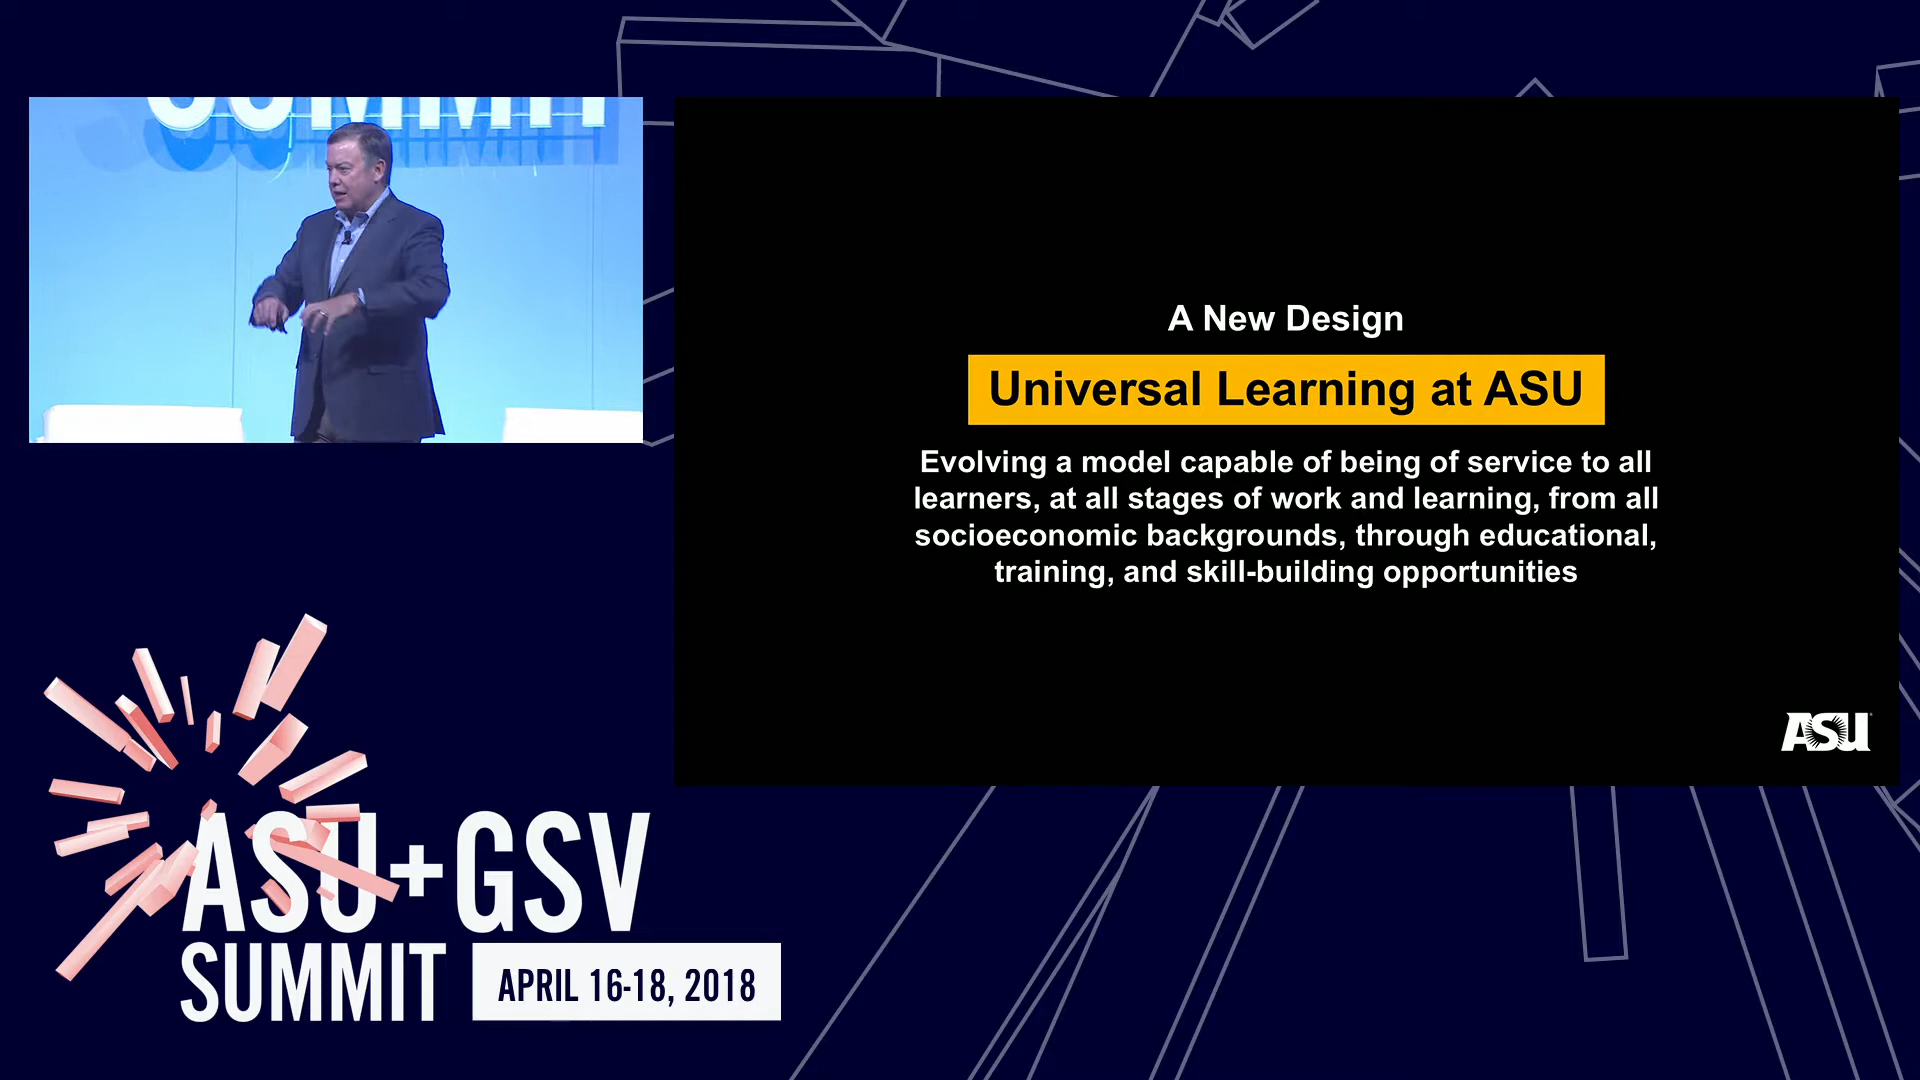 SUMMIT
A New Design
Universal Learning at ASU
Evolving a model capable of being of service to all
learners, at all stages of work and learning, from all
socioeconomic backgrounds, through educational,
training, and skill-building opportunities
ASU
ASU+GSV
SUMMIT
APRIL 16-18, 2018